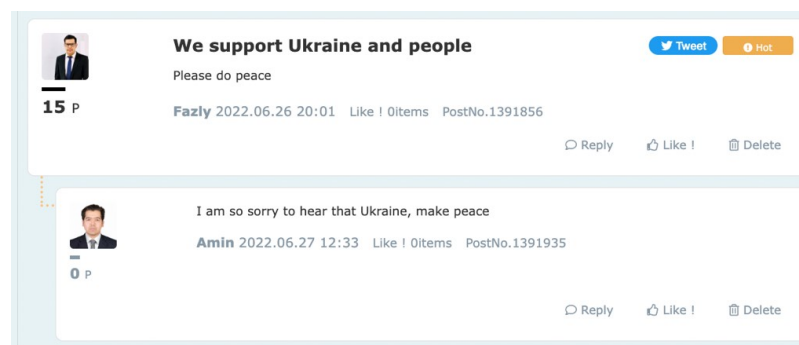 We support Ukraine and people
Tweet
Hot
Please do peace
15 P
Fazly 2022.06.26 20:01 Like ! 0items PostNo.1391856
Reply Like ! Delete
I am so sorry to hear that Ukraine, make peace
Amin 2022.06.27 12:33 Like ! 0items PostNo.1391935
0 P
Reply Like ! Delete